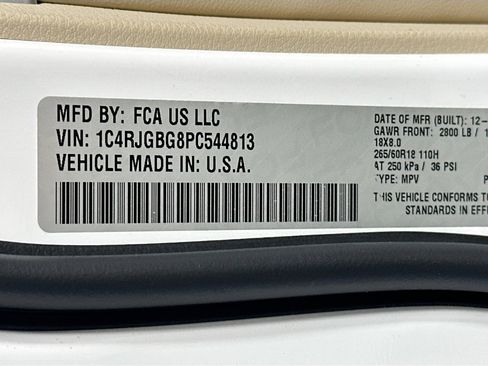 MFD BY: FCA US LLC
VIN: 1C4RJGBG8PC544813
VEHICLE MADE IN: U.S.A.
DATE OF MFR (BUILT): 12-
GAWR FRONT: 2800 LB /
18X8.0
265/60R18 110H
AT 250 kPa / 36 PSI
TYPE: MPV
THIS VEHICLE CONFORMS TO
STANDARDS IN EFF